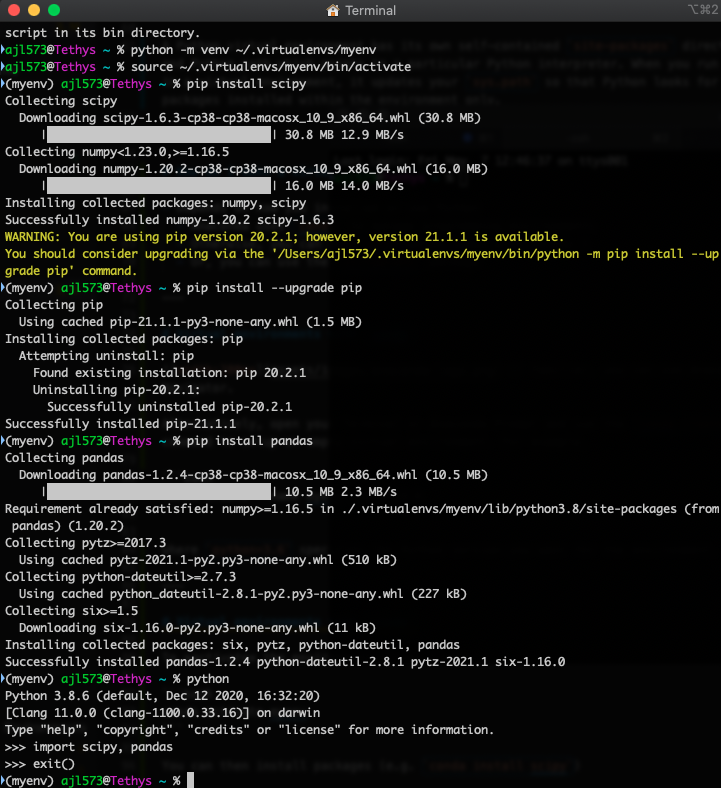 Terminal
⌥⌘2
script in its bin directory.
ajl573@Tethys ~ % python -m venv ~/.virtualenvs/myenv
ajl573@Tethys ~ % source ~/.virtualenvs/myenv/bin/activate
(myenv) ajl573@Tethys ~ % pip install scipy
Collecting scipy
  Downloading scipy-1.6.3-cp38-cp38-macosx_10_9_x86_64.whl (30.8 MB)
     |████████████████████████████████| 30.8 MB 12.9 MB/s
Collecting numpy<1.23.0,>=1.16.5
  Downloading numpy-1.20.2-cp38-cp38-macosx_10_9_x86_64.whl (16.0 MB)
     |████████████████████████████████| 16.0 MB 14.0 MB/s
Installing collected packages: numpy, scipy
Successfully installed numpy-1.20.2 scipy-1.6.3
WARNING: You are using pip version 20.2.1; however, version 21.1.1 is available.
You should consider upgrading via the '/Users/ajl573/.virtualenvs/myenv/bin/python -m pip install --up
grade pip' command.
(myenv) ajl573@Tethys ~ % pip install --upgrade pip
Collecting pip
  Using cached pip-21.1.1-py3-none-any.whl (1.5 MB)
Installing collected packages: pip
  Attempting uninstall: pip
    Found existing installation: pip 20.2.1
    Uninstalling pip-20.2.1:
      Successfully uninstalled pip-20.2.1
Successfully installed pip-21.1.1
(myenv) ajl573@Tethys ~ % pip install pandas
Collecting pandas
  Downloading pandas-1.2.4-cp38-cp38-macosx_10_9_x86_64.whl (10.5 MB)
     |████████████████████████████████| 10.5 MB 2.3 MB/s
Requirement already satisfied: numpy>=1.16.5 in ./.virtualenvs/myenv/lib/python3.8/site-packages (from
 pandas) (1.20.2)
Collecting pytz>=2017.3
  Using cached pytz-2021.1-py2.py3-none-any.whl (510 kB)
Collecting python-dateutil>=2.7.3
  Using cached python_dateutil-2.8.1-py2.py3-none-any.whl (227 kB)
Collecting six>=1.5
  Downloading six-1.16.0-py2.py3-none-any.whl (11 kB)
Installing collected packages: six, pytz, python-dateutil, pandas
Successfully installed pandas-1.2.4 python-dateutil-2.8.1 pytz-2021.1 six-1.16.0
(myenv) ajl573@Tethys ~ % python
Python 3.8.6 (default, Dec 12 2020, 16:32:20)
[Clang 11.0.0 (clang-1100.0.33.16)] on darwin
Type "help", "copyright", "credits" or "license" for more information.
>>> import scipy, pandas
>>> exit()
(myenv) ajl573@Tethys ~ %